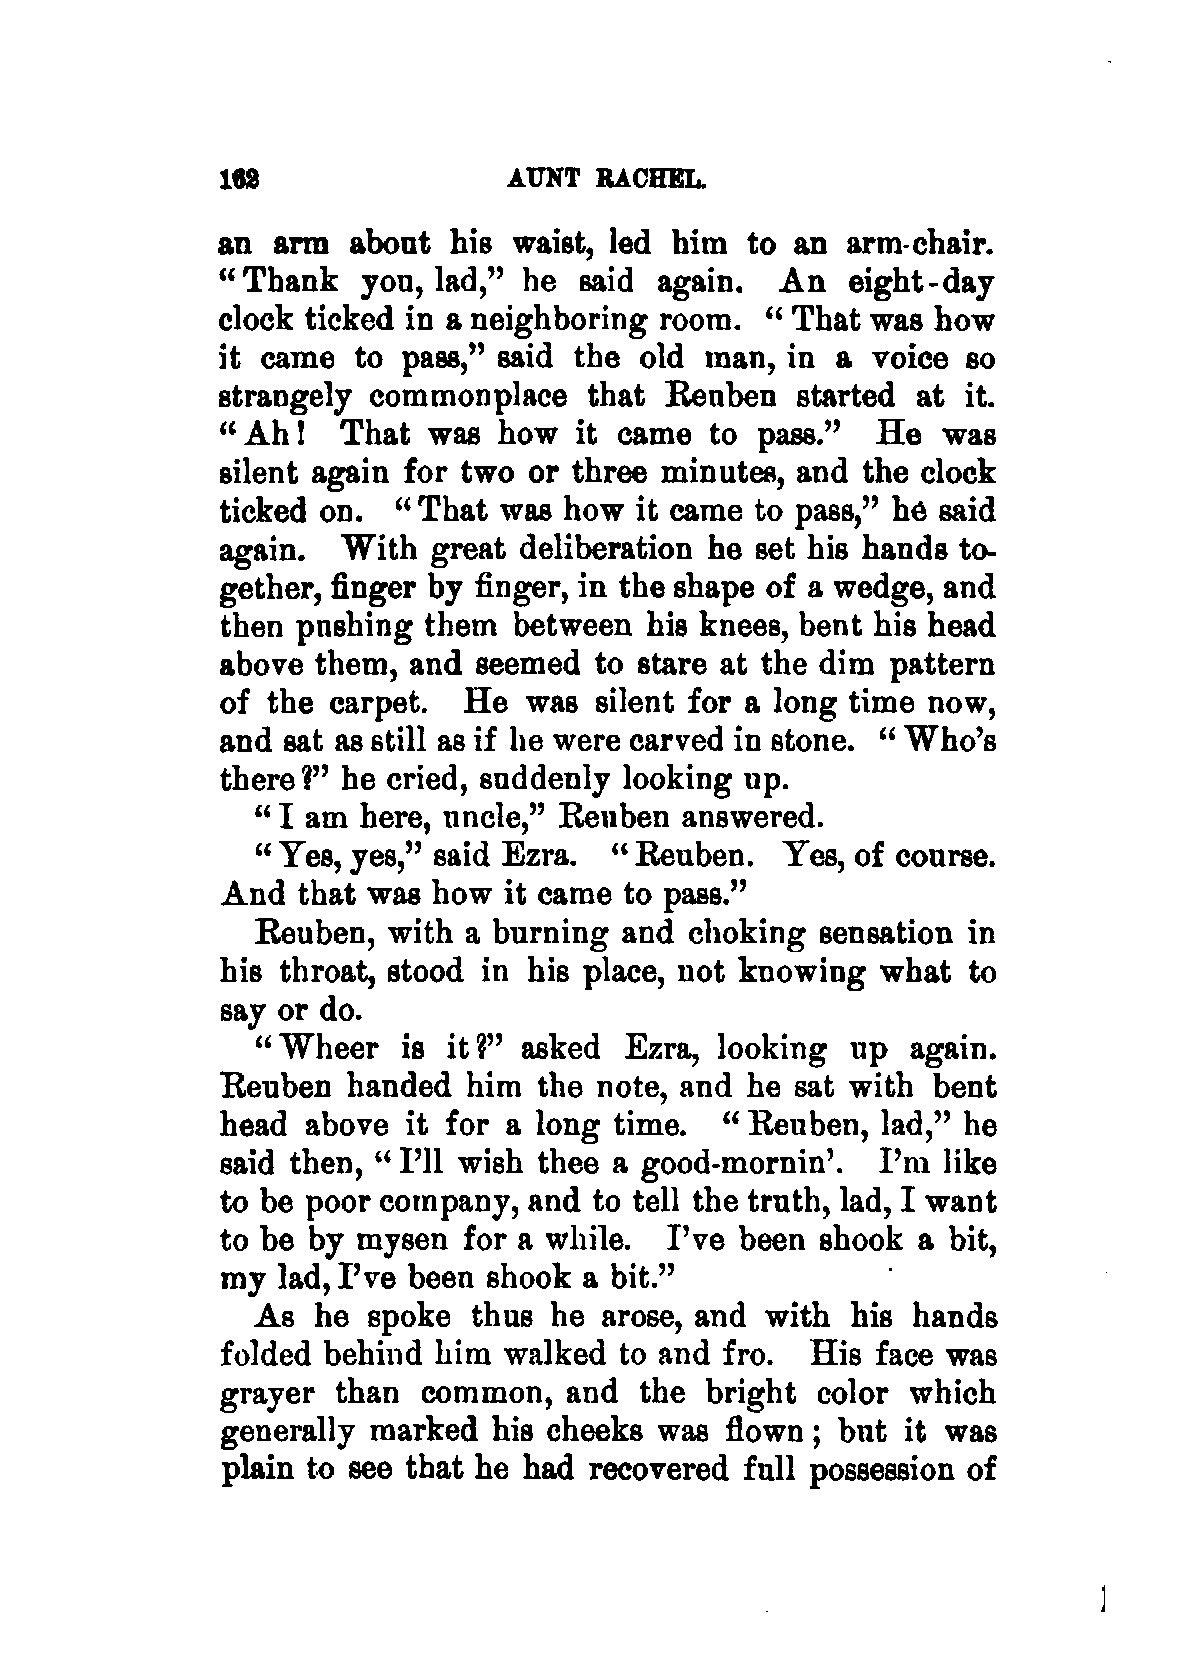 162 AUNT RACHEL.
an arm about his waist, led him to an arm-chair.
“Thank you, lad,” he said again. An eight-day
clock ticked in a neighboring room. “That was how
it came to pass,” said the old man, in a voice so
strangely commonplace that Reuben started at it.
“Ah! That was how it came to pass.” He was
silent again for two or three minutes, and the clock
ticked on. “That was how it came to pass,” he said
again. With great deliberation he set his hands to-
gether, finger by finger, in the shape of a wedge, and
then pushing them between his knees, bent his head
above them, and seemed to stare at the dim pattern
of the carpet. He was silent for a long time now,
and sat as still as if he were carved in stone. “Who’s
there?” he cried, suddenly looking up.
“I am here, uncle,” Reuben answered.
“Yes, yes,” said Ezra. “Reuben. Yes, of course.
And that was how it came to pass.”
Reuben, with a burning and choking sensation in
his throat, stood in his place, not knowing what to
say or do.
“Wheer is it?” asked Ezra, looking up again.
Reuben handed him the note, and he sat with bent
head above it for a long time. “Reuben, lad,” he
said then, “I’ll wish thee a good-mornin’. I’m like
to be poor company, and to tell the truth, lad, I want
to be by mysen for a while. I’ve been shook a bit,
my lad, I’ve been shook a bit.”
As he spoke thus he arose, and with his hands
folded behind him walked to and fro. His face was
grayer than common, and the bright color which
generally marked his cheeks was flown; but it was
plain to see that he had recovered full possession of